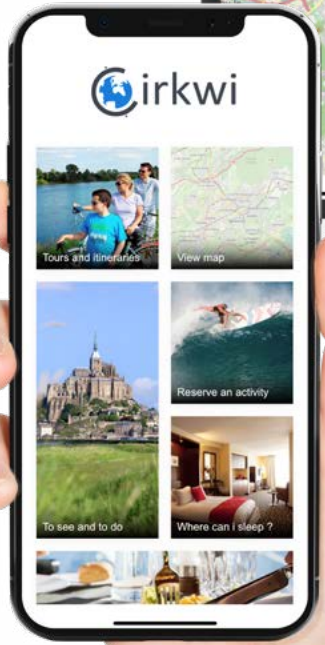 Cirkwi
Tours and itineraries
View map
Reserve an activity
To see and to do
Where can i sleep ?